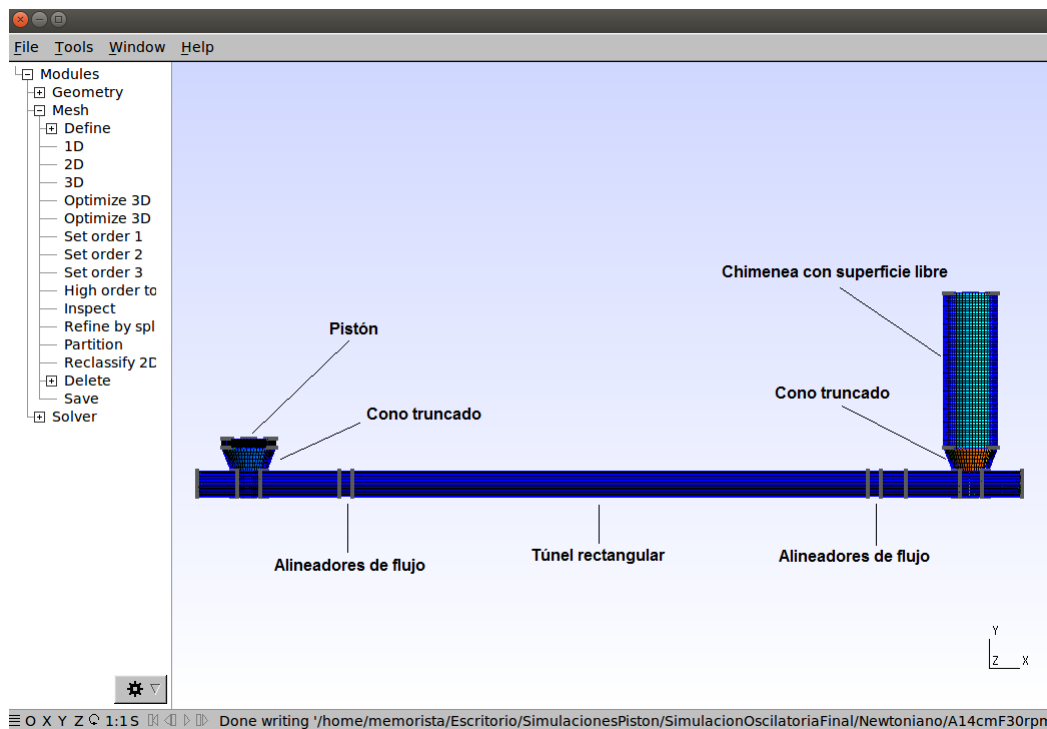 File Tools Window Help
Modules
Geometry
Mesh
Define
1D
2D
3D
Optimize 3D
Optimize 3D
Set order 1
Set order 2
Set order 3
High order to
Inspect
Refine by spl
Partition
Reclassify 2D
Delete
Save
Solver
Chimenea con superficie libre
Pistón
Cono truncado
Cono truncado
Alineadores de flujo
Túnel rectangular
Alineadores de flujo
Y
Z X
O X Y Z 1:1 S Done writing '/home/memorista/Escritorio/SimulacionesPiston/SimulacionOscilatoriaFinal/Newtoniano/A14cmF30rpm